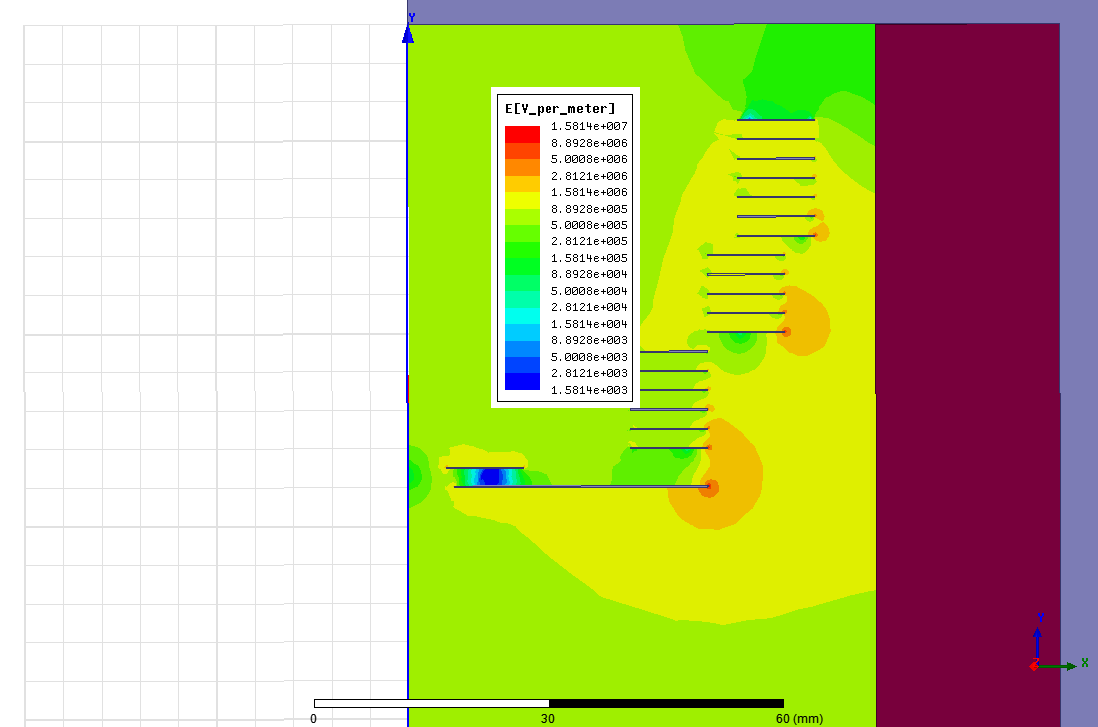 Y
E[V_per_meter]
1.5814e+007
8.8928e+006
5.0008e+006
2.8121e+006
1.5814e+006
8.8928e+005
5.0008e+005
2.8121e+005
1.5814e+005
8.8928e+004
5.0008e+004
2.8121e+004
1.5814e+004
8.8928e+003
5.0008e+003
2.8121e+003
1.5814e+003
Y
Z
X
0
30
60 (mm)